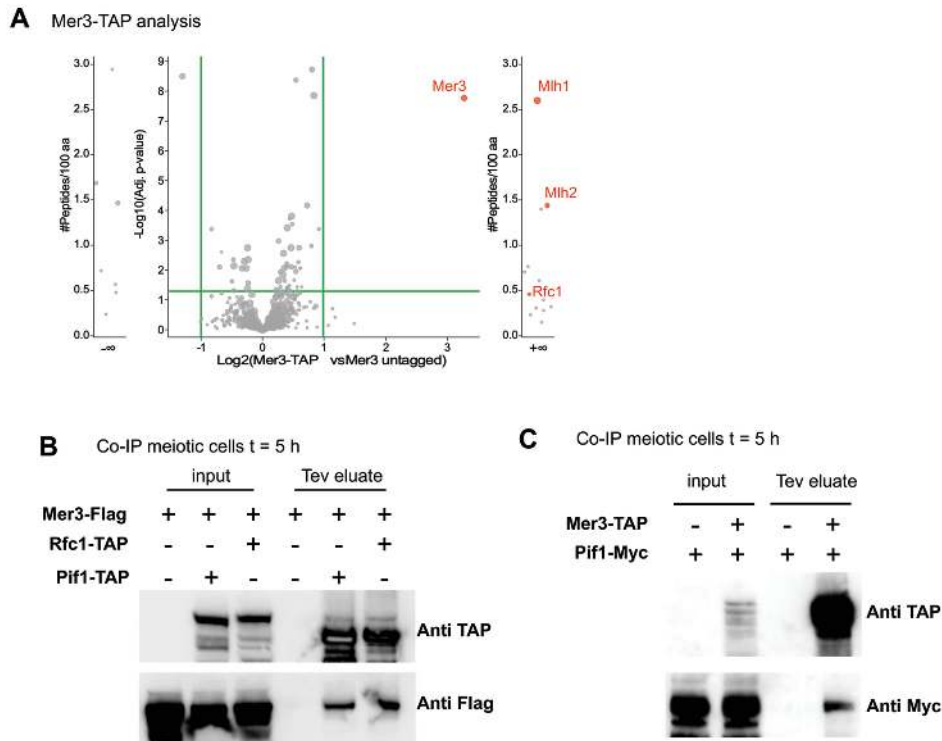 A Mer3-TAP analysis
#Peptides/100 aa
3.0
2.5
2.0
1.5
1.0
0.5
0.0
-∞
-Log10(Adj. p-value)
9
8
7
6
5
4
3
2
1
0
-1 0 1 2 3
Log2(Mer3-TAP vsMer3 untagged)
Mer3
#Peptides/100 aa
3.0
2.5
2.0
1.5
1.0
0.5
0.0
+∞
Mlh1
Mlh2
Rfc1
B Co-IP meiotic cells t = 5 h
input Tev eluate
Mer3-Flag + + + + + +
Rfc1-TAP - - + - - +
Pif1-TAP - + - - + -
Anti TAP
Anti Flag
C Co-IP meiotic cells t = 5 h
input Tev eluate
Mer3-TAP - + - +
Pif1-Myc + + + +
Anti TAP
Anti Myc